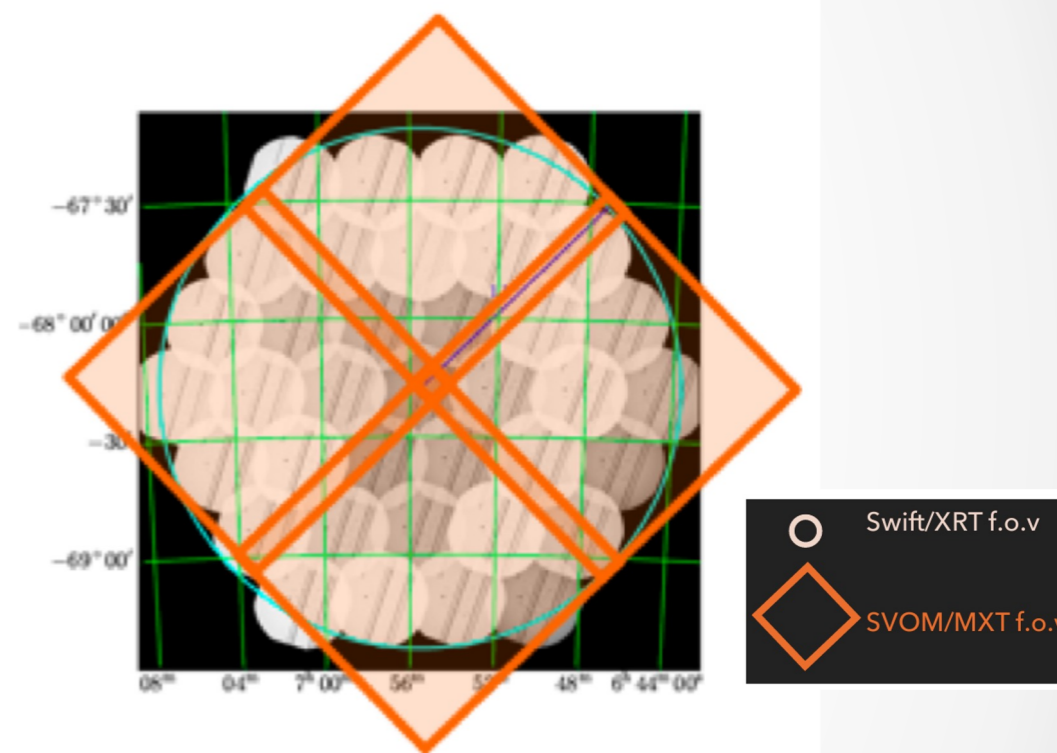 −67° 30′
−68° 00′ 00
−30′
−69° 00′
08ᵐ 04ᵐ 7ʰ 00ᵐ 56ᵐ 48ᵐ 6ʰ 44ᵐ 00ˢ
Swift/XRT f.o.v
SVOM/MXT f.o.v